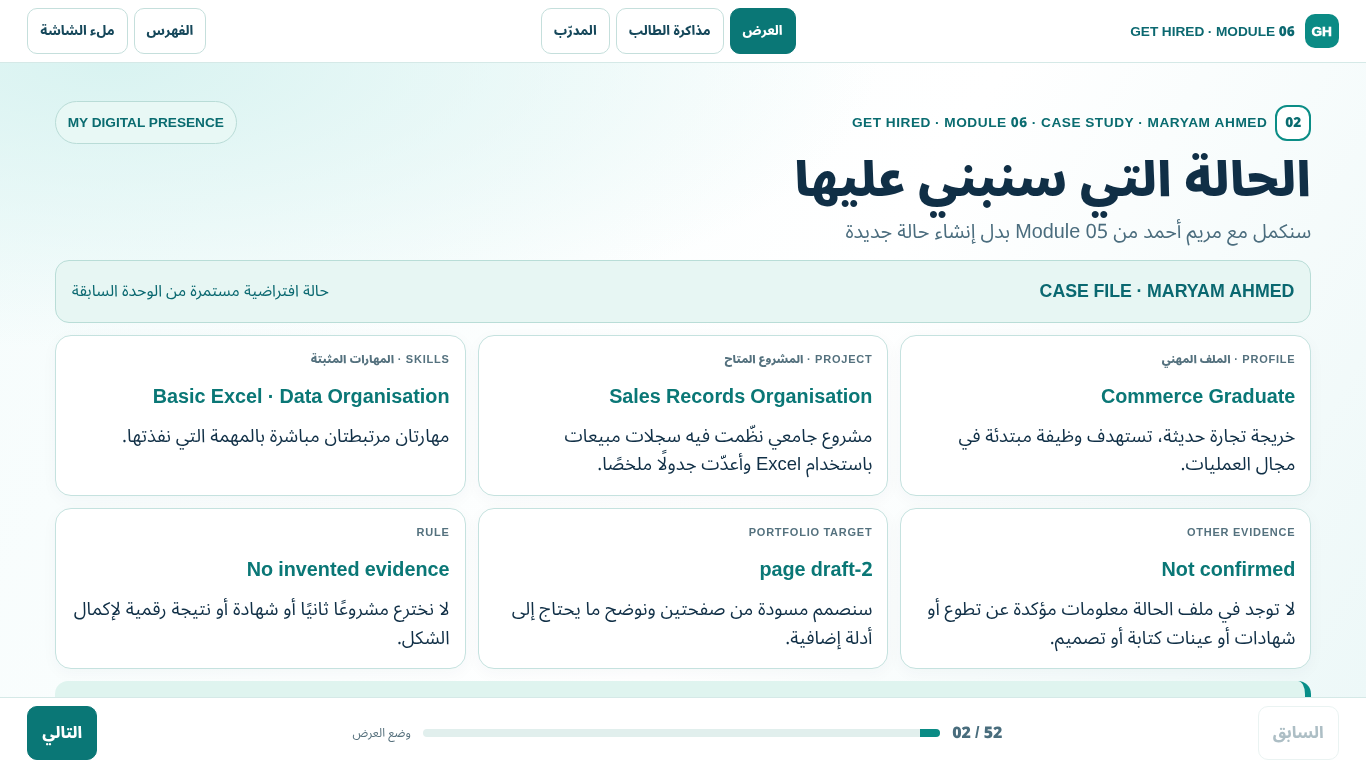 GH
GET HIRED · MODULE 06
العرض
مذاكرة الطالب
المدرّب
الفهرس
ملء الشاشة
02
GET HIRED · MODULE 06 · CASE STUDY · MARYAM AHMED
MY DIGITAL PRESENCE
الحالة التي سنبني عليها
سنكمل مع مريم أحمد من Module 05 بدل إنشاء حالة جديدة
CASE FILE · MARYAM AHMED
حالة افتراضية مستمرة من الوحدة السابقة
PROFILE · الملف المهني
Commerce Graduate
خريجة تجارة حديثة، تستهدف وظيفة مبتدئة في
مجال العمليات.
PROJECT · المشروع المتاح
Sales Records Organisation
مشروع جامعي نظّمت فيه سجلات مبيعات
باستخدام Excel وأعدّت جدولًا ملخصًا.
SKILLS · المهارات المثبتة
Basic Excel · Data Organisation
مهارتان مرتبطتان مباشرة بالمهمة التي نفذتها.
OTHER EVIDENCE
Not confirmed
لا توجد في ملف الحالة معلومات مؤكدة عن تطوع أو
شهادات أو عينات كتابة أو تصميم.
PORTFOLIO TARGET
page draft-2
سنصمم مسودة من صفحتين ونوضح ما يحتاج إلى
أدلة إضافية.
RULE
No invented evidence
لا نخترع مشروعًا ثانيًا أو شهادة أو نتيجة رقمية لإكمال
الشكل.
السابق
02 / 52
وضع العرض
التالي